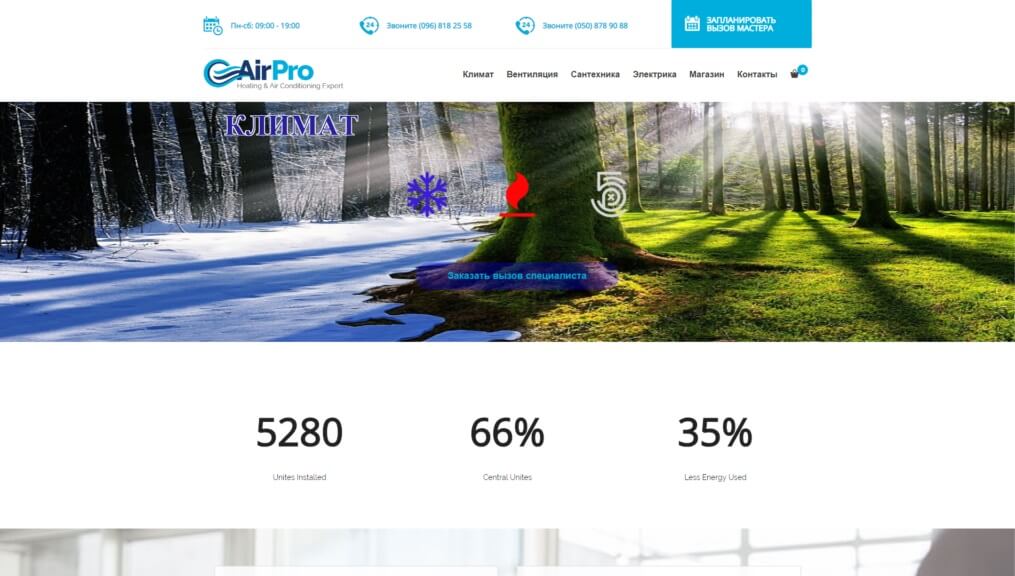 Пн-сб: 09:00 - 19:00
Звоните (096) 818 25 58
Звоните (050) 878 90 88
ЗАПЛАНИРОВАТЬ
ВЫЗОВ МАСТЕРА
24
24
AirPro
Heating & Air Conditioning Expert
Климат
Вентиляция
Сантехника
Электрика
Магазин
Контакты
0
КЛИМАТ
Заказать вызов специалиста
5280
66%
35%
Unites Installed
Central Unites
Less Energy Used